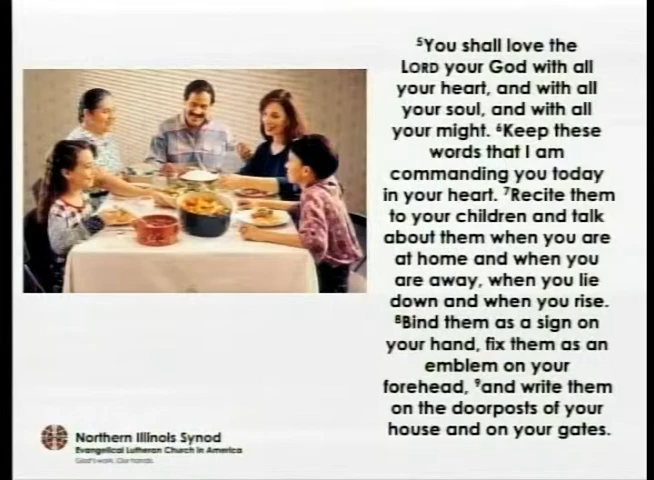 ⁵You shall love the
LORD your God with all
your heart, and with all
your soul, and with all
your might. ⁶Keep these
words that I am
commanding you today
in your heart. ⁷Recite them
to your children and talk
about them when you are
at home and when you
are away, when you lie
down and when you rise.
⁸Bind them as a sign on
your hand, fix them as an
emblem on your
forehead, ⁹and write them
on the doorposts of your
house and on your gates.
Northern Illinois Synod
Evangelical Lutheran Church in America
God's work. Our hands.